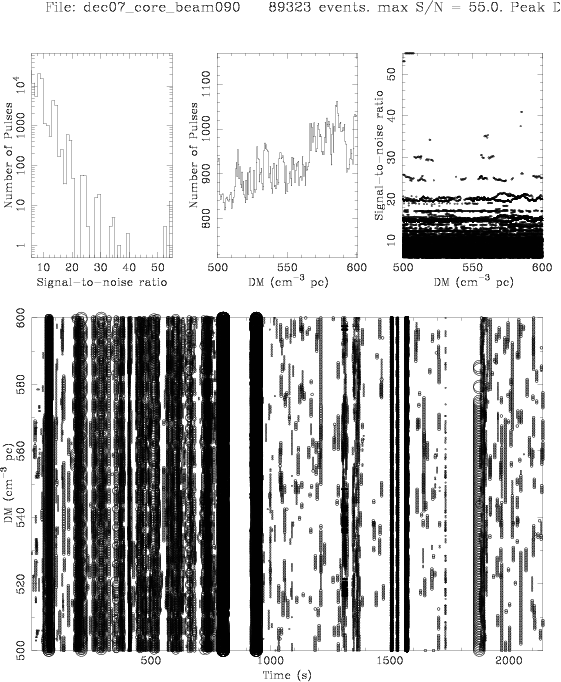 File: dec07_core_beam090 89323 events. max S/N = 55.0. Peak D
Number of Pulses
10⁴
1000
100
10
1
10 20 30 40 50
Signal-to-noise ratio
Number of Pulses
1100
1000
900
800
500 550 600
DM (cm⁻³ pc)
Signal-to-noise ratio
50
40
30
20
10
500 550 600
DM (cm⁻³ pc)
DM (cm⁻³ pc)
600
580
560
540
520
500
500 1000 1500 2000
Time (s)